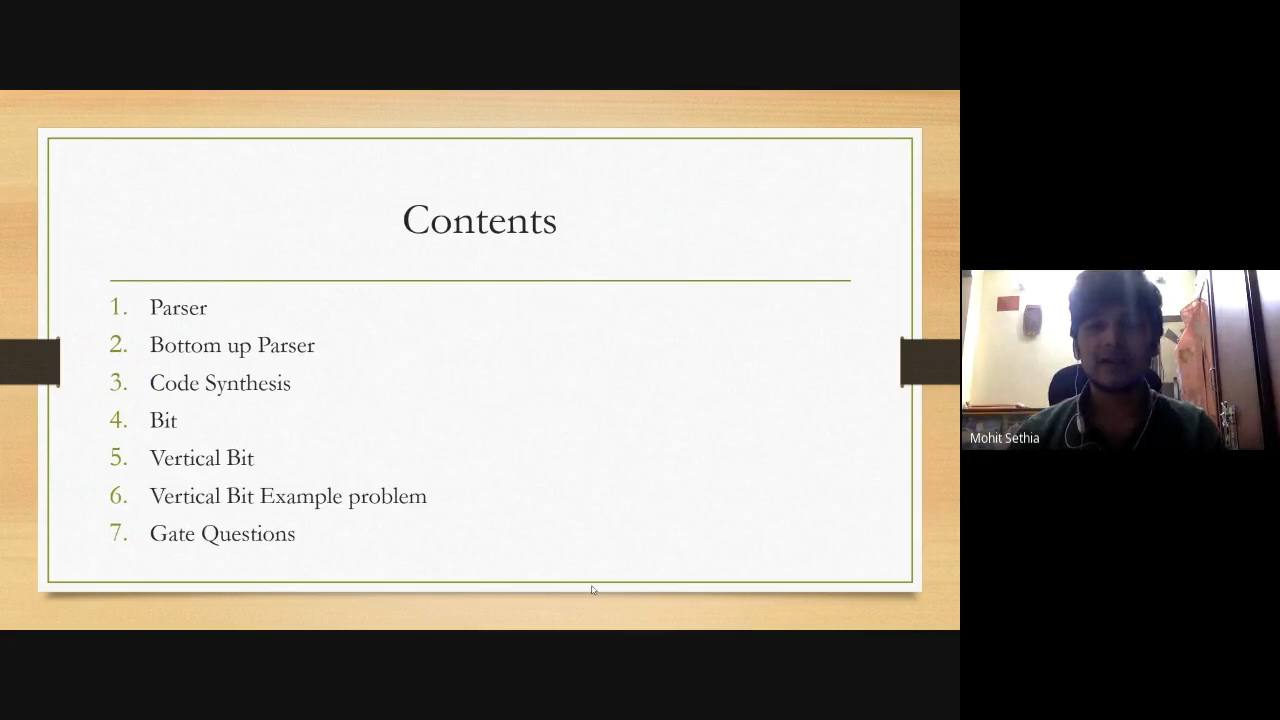 Contents
1. Parser
2. Bottom up Parser
3. Code Synthesis
4. Bit
5. Vertical Bit
6. Vertical Bit Example problem
7. Gate Questions
Mohit Sethia